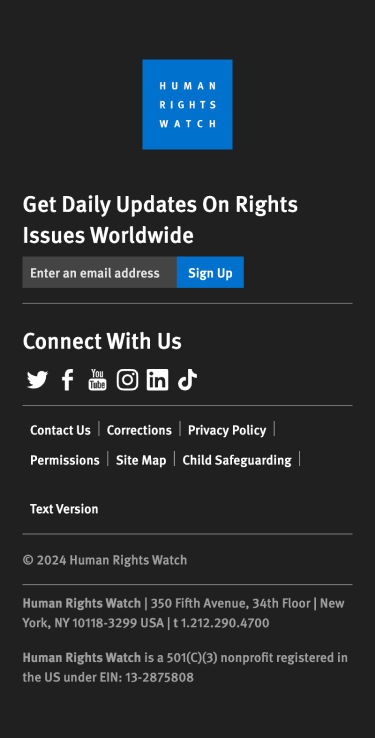 HUMAN
RIGHTS
WATCH
Get Daily Updates On Rights
Issues Worldwide
Enter an email address Sign Up
Connect With Us
You
Tube
in
Contact Us | Corrections | Privacy Policy |
Permissions | Site Map | Child Safeguarding |
Text Version
© 2024 Human Rights Watch
Human Rights Watch | 350 Fifth Avenue, 34th Floor | New
York, NY 10118-3299 USA | t 1.212.290.4700
Human Rights Watch is a 501(C)(3) nonprofit registered in
the US under EIN: 13-2875808